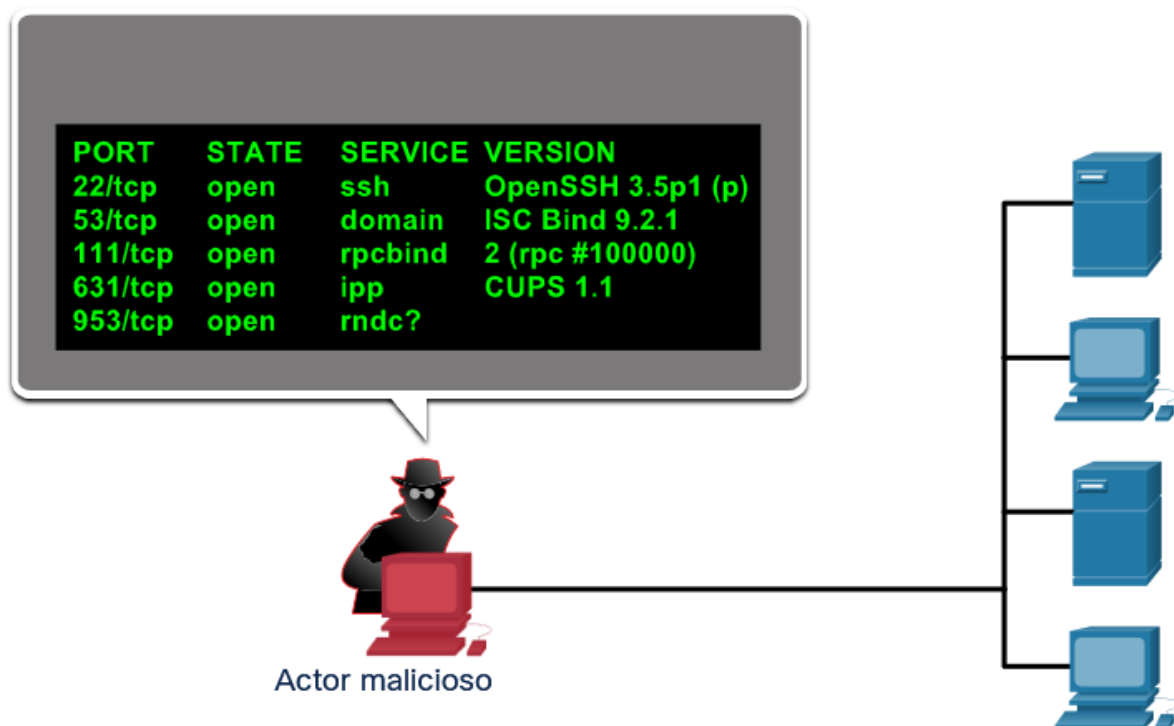 PORT STATE SERVICE VERSION
22/tcp open ssh OpenSSH 3.5p1 (p)
53/tcp open domain ISC Bind 9.2.1
111/tcp open rpcbind 2 (rpc #100000)
631/tcp open ipp CUPS 1.1
953/tcp open rndc?
Actor malicioso